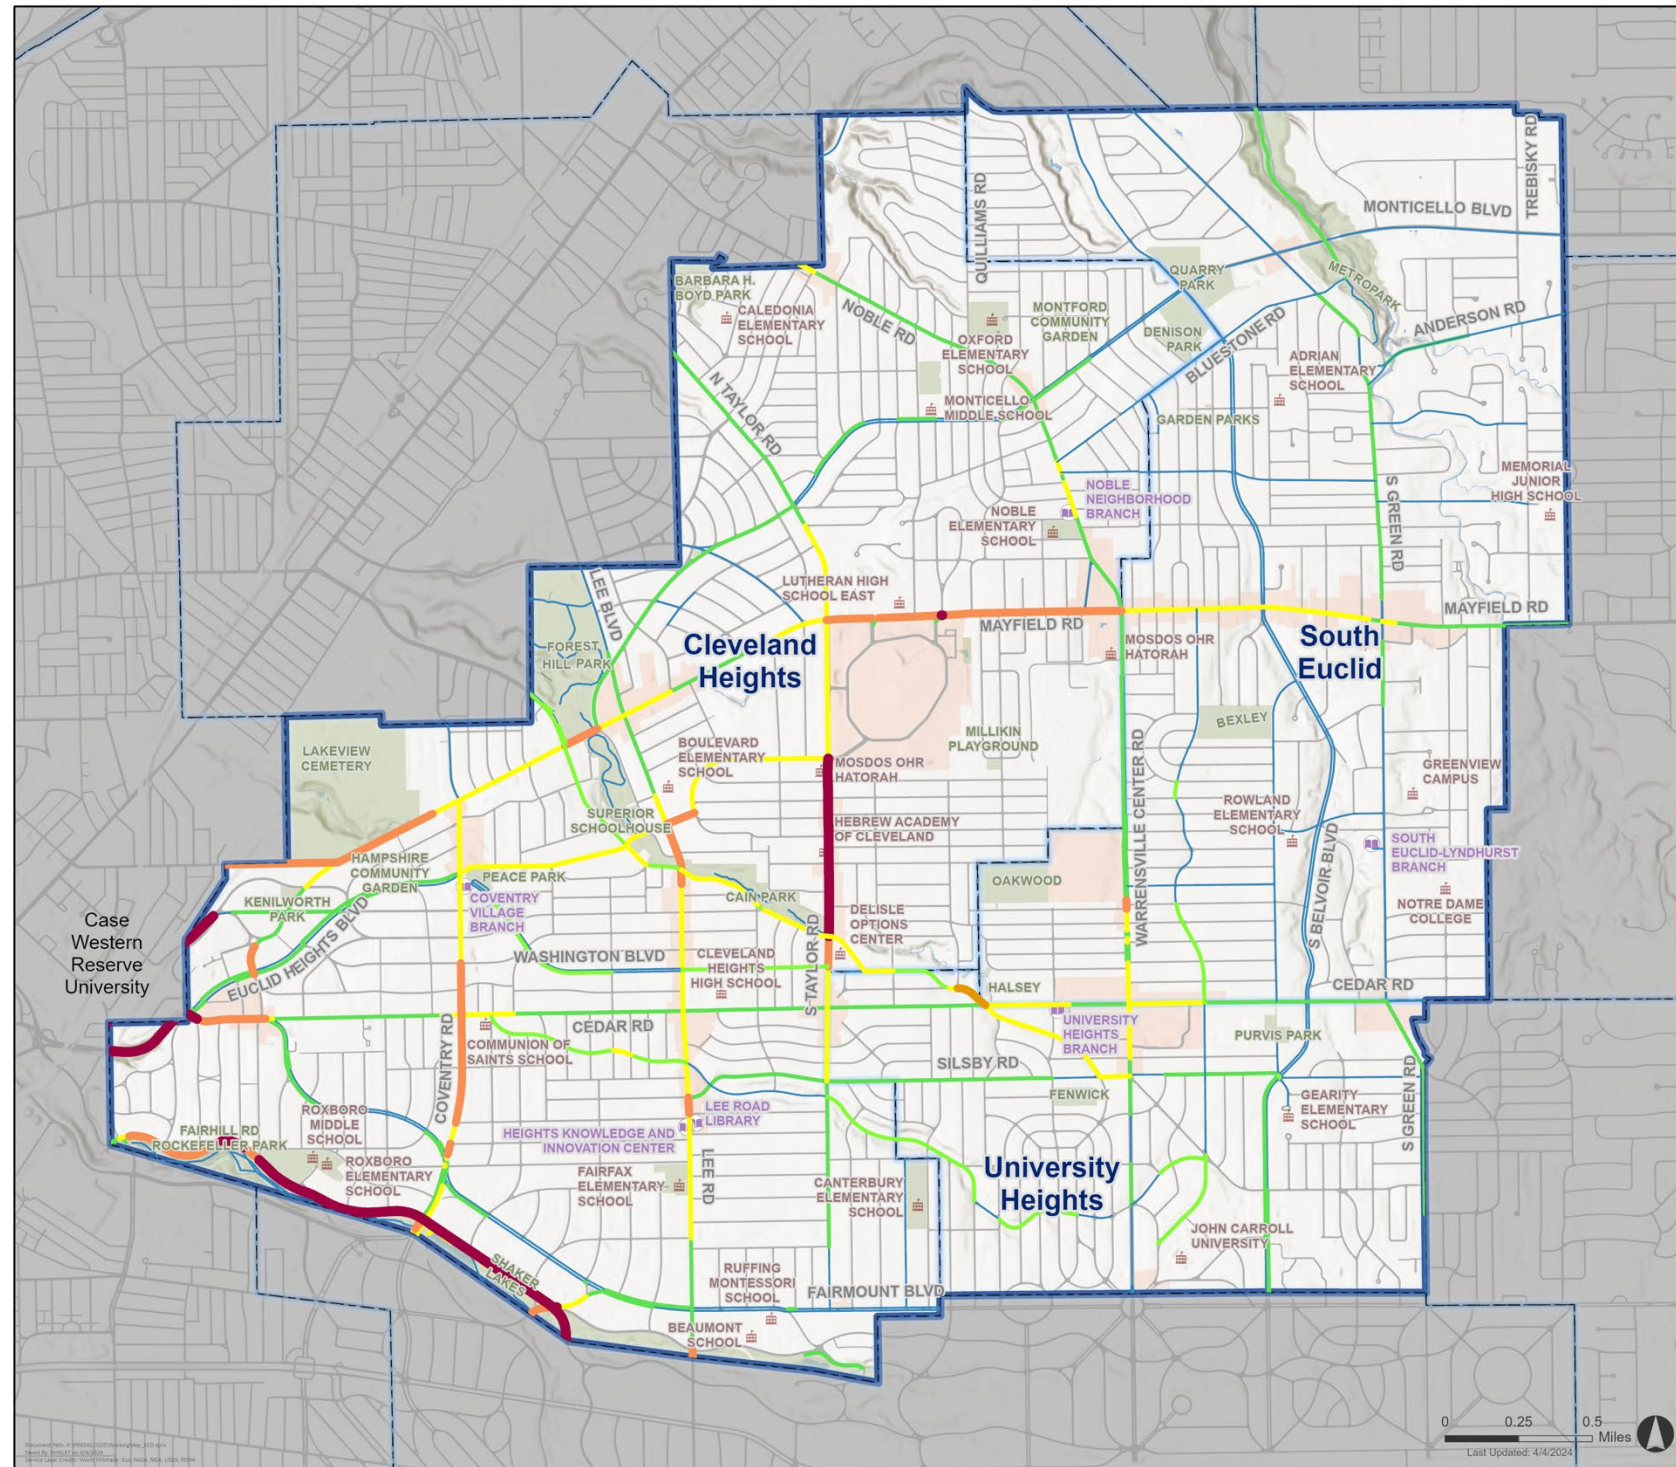 TREBISKY RD
MONTICELLO BLVD
QUILLIAMS RD
METROPARK
QUARRY
PARK
BARBARA H.
BOYD PARK
CALEDONIA
ELEMENTARY
SCHOOL
NOBLE RD
MONTFORD
COMMUNITY
GARDEN
DENISON
PARK
ANDERSON RD
BLUESTONE RD
OXFORD
ELEMENTARY
SCHOOL
ADRIAN
ELEMENTARY
SCHOOL
N TAYLOR RD
MONTICELLO
MIDDLE SCHOOL
GARDEN PARKS
NOBLE
NEIGHBORHOOD
BRANCH
NOBLE
ELEMENTARY
SCHOOL
S GREEN RD
MEMORIAL
JUNIOR
HIGH SCHOOL
LEE BLVD
LUTHERAN HIGH
SCHOOL EAST
MAYFIELD RD
MAYFIELD RD
Cleveland
Heights
South
Euclid
FOREST
HILL PARK
MOSDOS OHR
HATORAH
LAKEVIEW
CEMETERY
BOULEVARD
ELEMENTARY
SCHOOL
MOSDOS OHR
HATORAH
MILLIKIN
PLAYGROUND
BEXLEY
WARRENSVILLE CENTER RD
GREENVIEW
CAMPUS
SUPERIOR
SCHOOLHOUSE
HEBREW ACADEMY
OF CLEVELAND
ROWLAND
ELEMENTARY
SCHOOL
S BELVOIR BLVD
SOUTH
EUCLID-LYNDHURST
BRANCH
HAMPSHIRE
COMMUNITY
GARDEN
PEACE PARK
CAIN PARK
OAKWOOD
KENILWORTH
PARK
COVENTRY
VILLAGE
BRANCH
NOTRE DAME
COLLEGE
Case
Western
Reserve
University
EUCLID HEIGHTS BLVD
WASHINGTON BLVD
CLEVELAND
HEIGHTS
HIGH SCHOOL
S TAYLOR RD
DELISLE
OPTIONS
CENTER
HALSEY
CEDAR RD
CEDAR RD
COVENTRY RD
COMMUNION OF
SAINTS SCHOOL
UNIVERSITY
HEIGHTS
BRANCH
PURVIS PARK
SILSBY RD
FENWICK
S GREEN RD
LEE ROAD
LIBRARY
HEIGHTS KNOWLEDGE AND
INNOVATION CENTER
GEARITY
ELEMENTARY
SCHOOL
FAIRHILL RD
ROCKEFELLER PARK
ROXBORO
MIDDLE
SCHOOL
ROXBORO
ELEMENTARY
SCHOOL
FAIRFAX
ELEMENTARY
SCHOOL
LEE RD
CANTERBURY
ELEMENTARY
SCHOOL
University
Heights
JOHN CARROLL
UNIVERSITY
SHAKER
LAKES
RUFFING
MONTESSORI
SCHOOL
FAIRMOUNT BLVD
BEAUMONT
SCHOOL
0 0.25 0.5
Miles
Last Updated: 4/4/2024